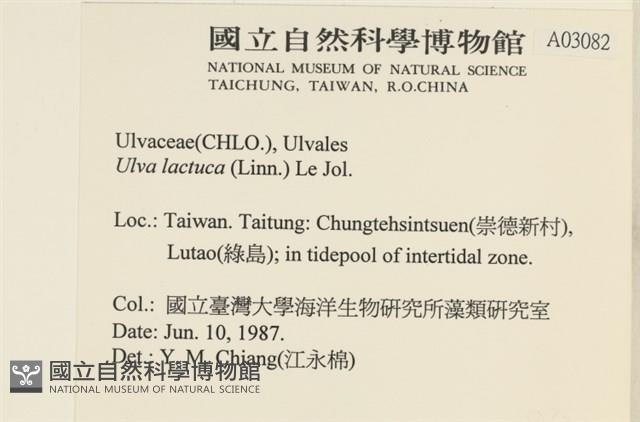 國立自然科學博物館
A03082
NATIONAL MUSEUM OF NATURAL SCIENCE
TAICHUNG, TAIWAN, R.O.CHINA
Ulvaceae(CHLO.), Ulvales
Ulva lactuca (Linn.) Le Jol.
Loc.: Taiwan. Taitung: Chungtehsintsuen(崇德新村),
Lutao(綠島); in tidepool of intertidal zone.
Col.: 國立臺灣大學海洋生物研究所藻類研究室
Date: Jun. 10, 1987.
Det.: Y. M. Chiang(江永棉)
國立自然科學博物館
NATIONAL MUSEUM OF NATURAL SCIENCE